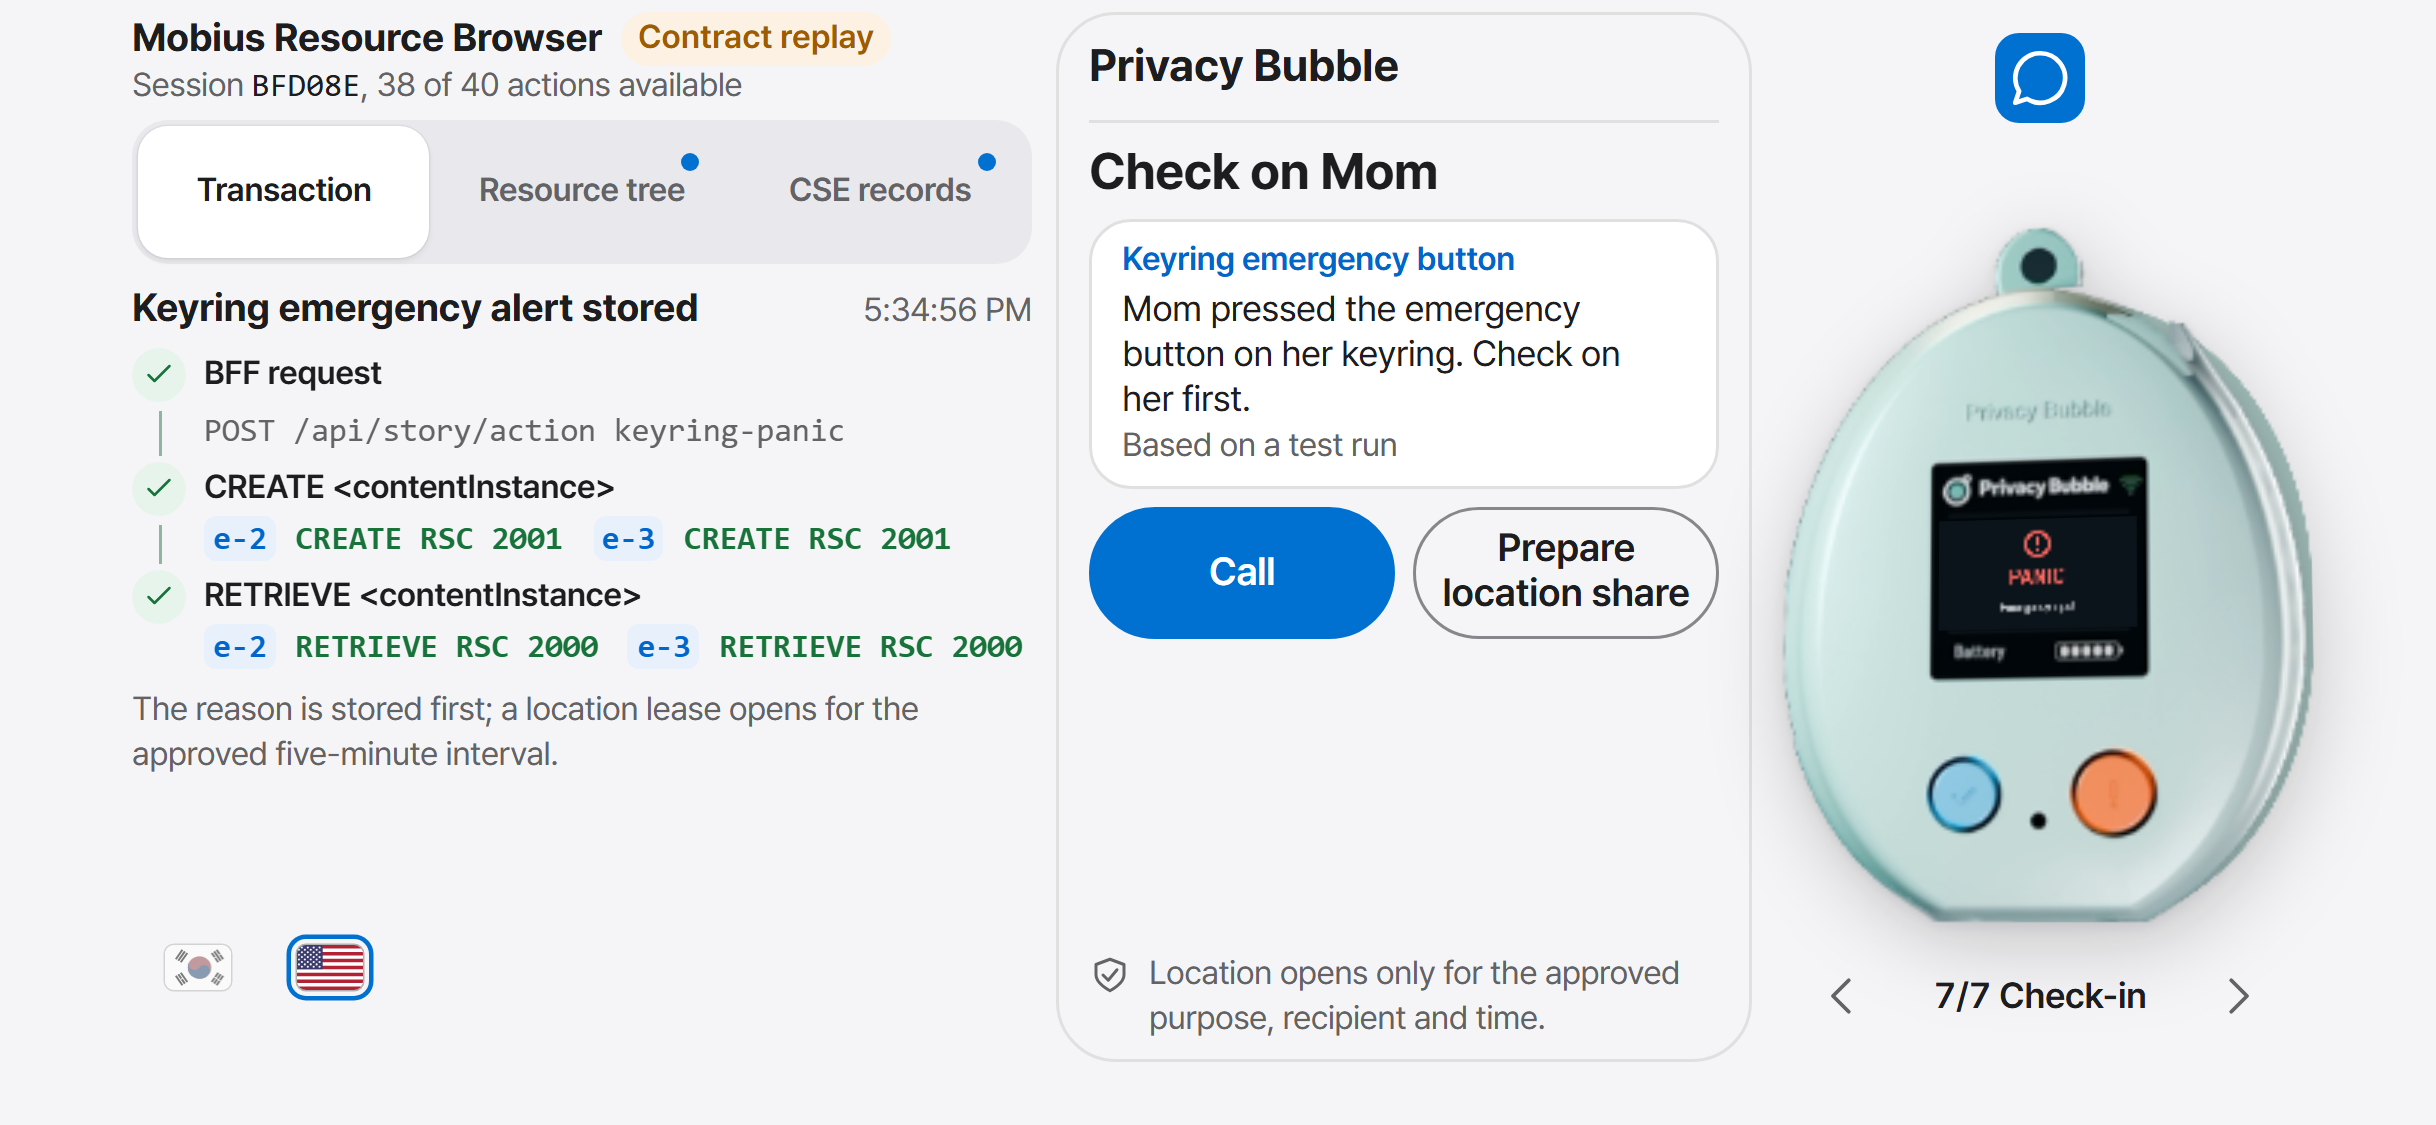 Mobius Resource Browser
Contract replay
Session BFD08E, 38 of 40 actions available
Transaction
Resource tree
CSE records
Keyring emergency alert stored
5:34:56 PM
BFF request
POST /api/story/action keyring-panic
CREATE <contentInstance>
e-2 CREATE RSC 2001 e-3 CREATE RSC 2001
RETRIEVE <contentInstance>
e-2 RETRIEVE RSC 2000 e-3 RETRIEVE RSC 2000
The reason is stored first; a location lease opens for the
approved five-minute interval.
Privacy Bubble
Check on Mom
Keyring emergency button
Mom pressed the emergency
button on her keyring. Check on
her first.
Based on a test run
Call
Prepare
location share
Location opens only for the approved
purpose, recipient and time.
Privacy Bubble
Privacy Bubble
PANIC
Battery
7/7 Check-in